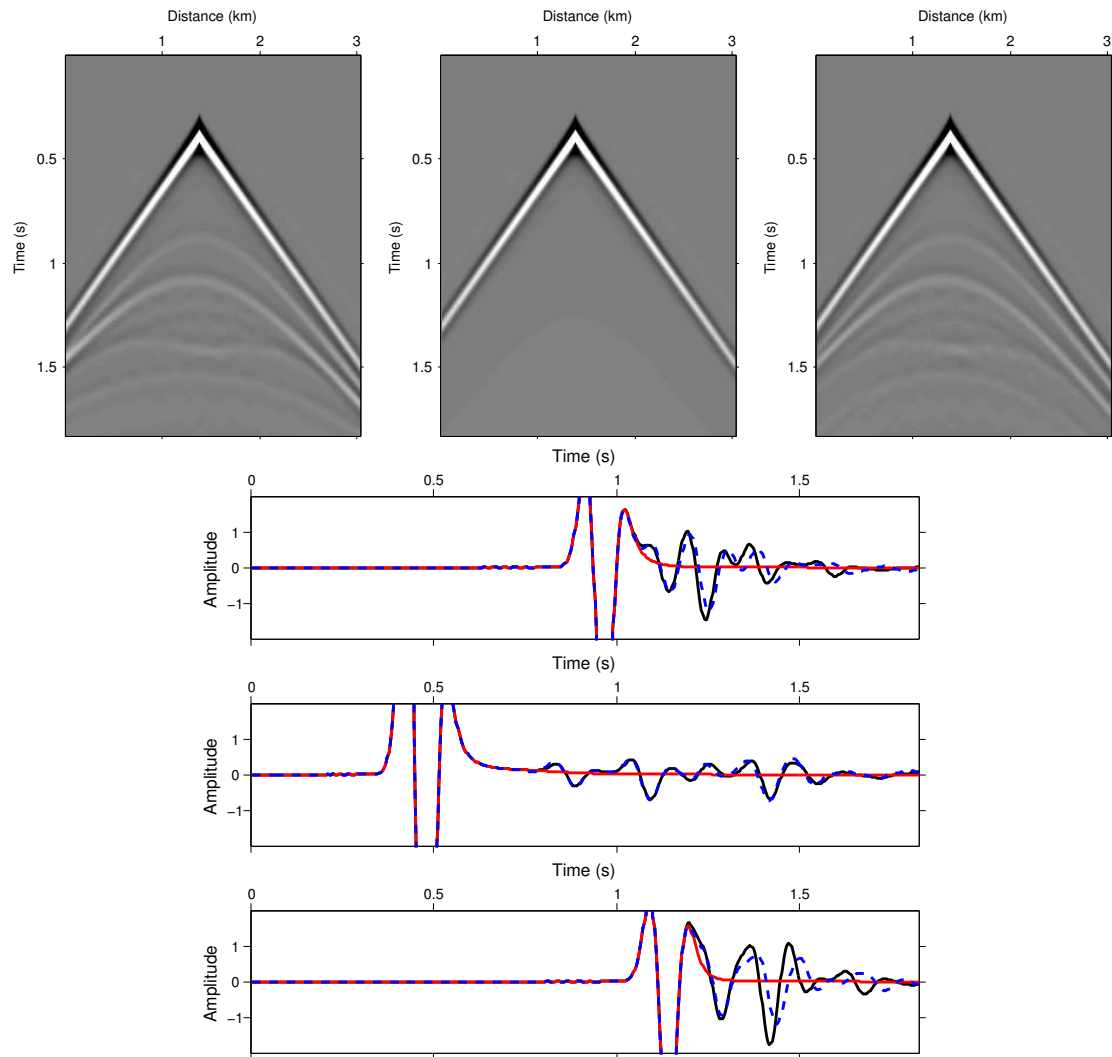 Distance (km) Distance (km) Distance (km)
1 2 3 1 2 3 1 2 3
0.5 0.5 0.5
Time (s) Time (s) Time (s)
1 1 1
1.5 1.5 1.5
Time (s)
0 0.5 1 1.5
Amplitude
1
0
−1
Time (s)
0 0.5 1 1.5
Amplitude
1
0
−1
Time (s)
0 0.5 1 1.5
Amplitude
1
0
−1